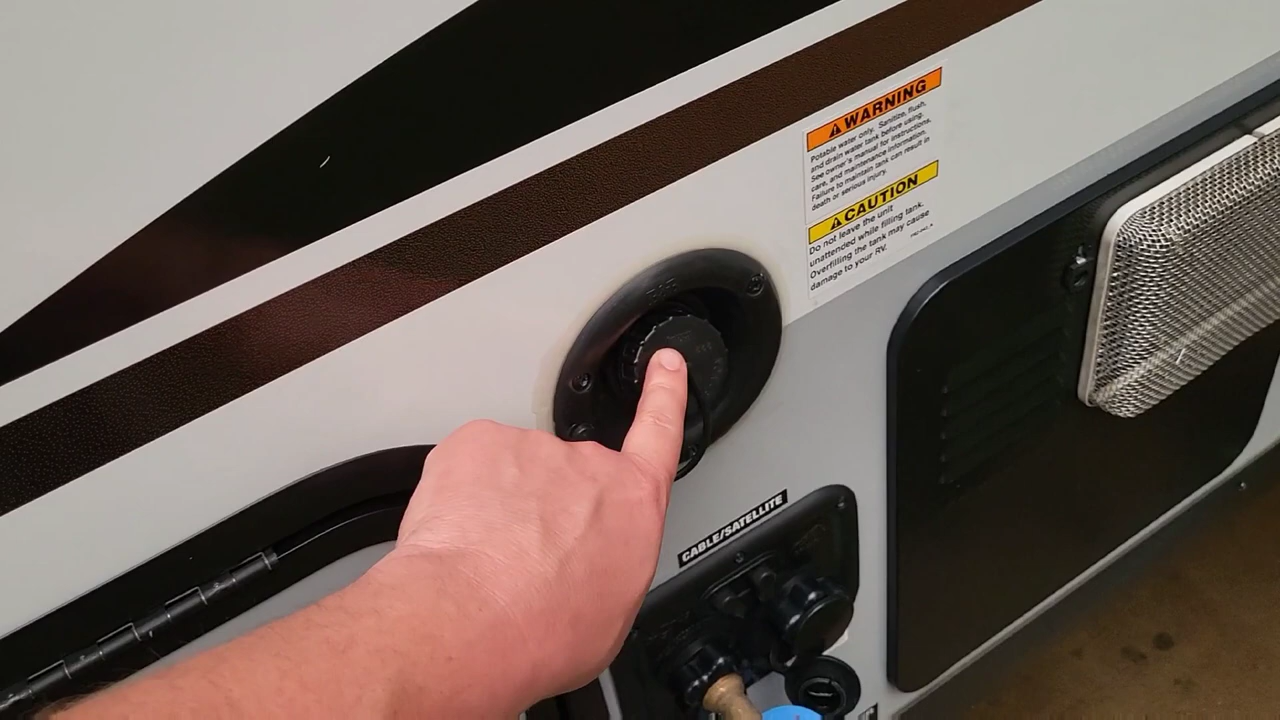 WARNING
Potable water only. Sanitize, flush,
and drain water tank before using.
See owner's manual for instructions,
care, and maintenance information.
Failure to maintain tank can result in
death or serious injury.
CAUTION
Do not leave the unit
unattended while filling tank.
Overfilling the tank may cause
damage to your RV.
CABLE/SATELLITE